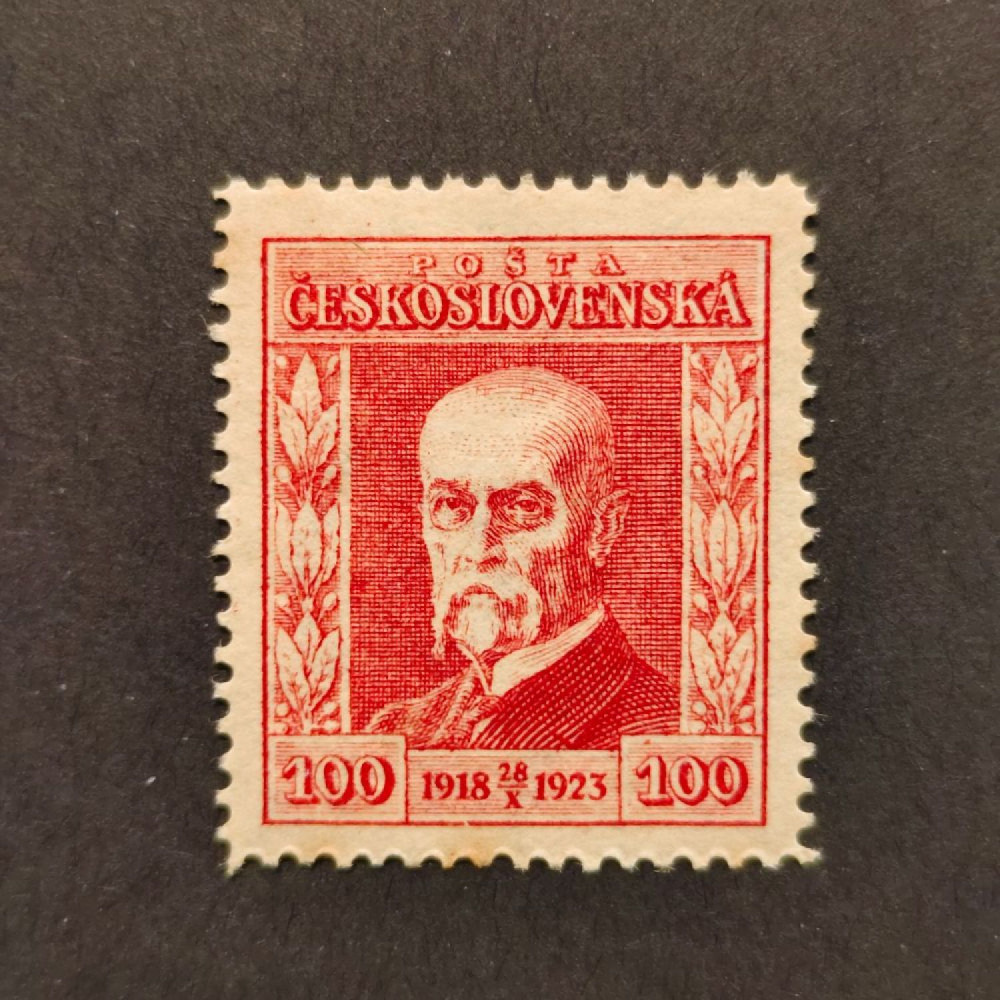 POŠTA
ČESKOSLOVENSKÁ
100 1918 28/X 1923 100